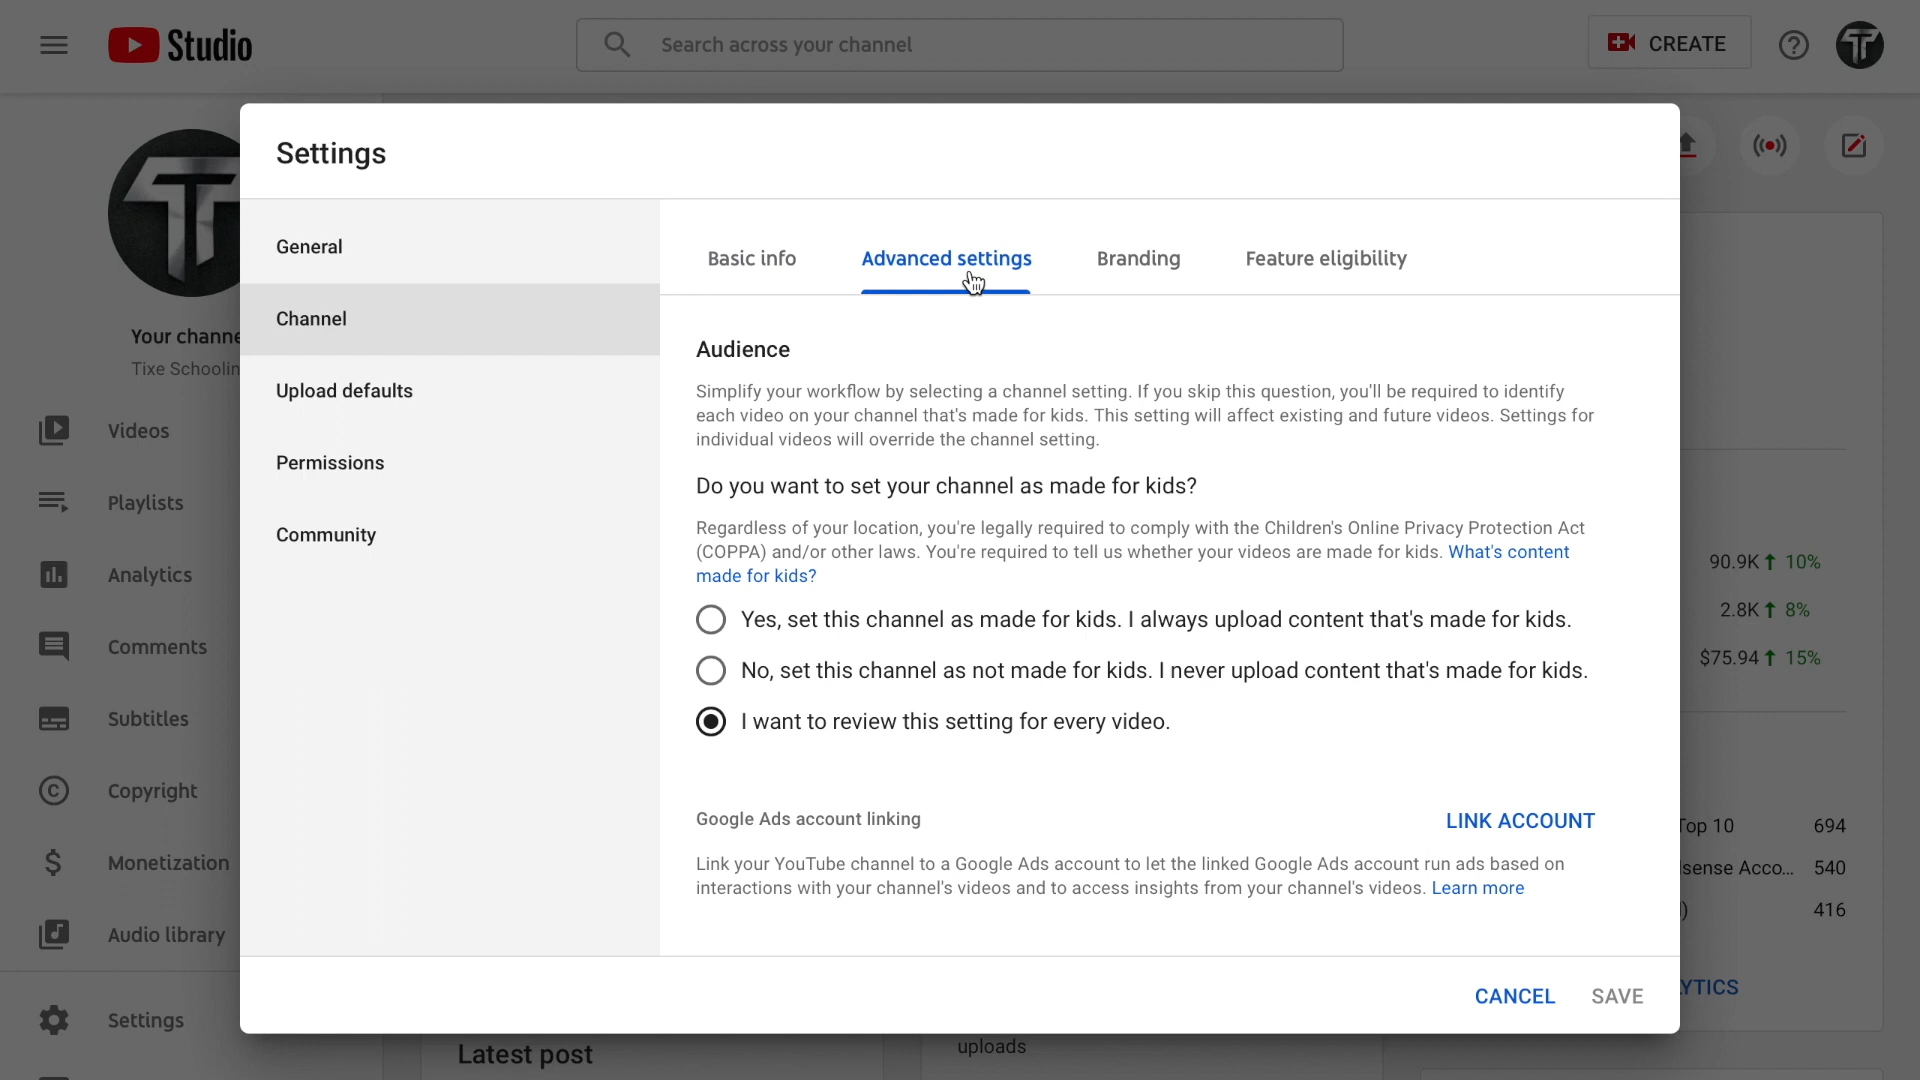 Studio
Search across your channel
CREATE
Settings
General
Channel
Upload defaults
Permissions
Community
Basic info
Advanced settings
Branding
Feature eligibility
Audience
Simplify your workflow by selecting a channel setting. If you skip this question, you'll be required to identify
each video on your channel that's made for kids. This setting will affect existing and future videos. Settings for
individual videos will override the channel setting.
Do you want to set your channel as made for kids?
Regardless of your location, you're legally required to comply with the Children's Online Privacy Protection Act
(COPPA) and/or other laws. You're required to tell us whether your videos are made for kids. What's content
made for kids?
Yes, set this channel as made for kids. I always upload content that's made for kids.
No, set this channel as not made for kids. I never upload content that's made for kids.
I want to review this setting for every video.
Google Ads account linking
LINK ACCOUNT
Link your YouTube channel to a Google Ads account to let the linked Google Ads account run ads based on
interactions with your channel's videos and to access insights from your channel's videos. Learn more
CANCEL
SAVE
Your channe
Tixe Schoolin
Videos
Playlists
Analytics
Comments
Subtitles
Copyright
Monetization
Audio library
Settings
90.9K 10%
2.8K 8%
$75.94 15%
Top 10 694
sense Acco... 540
) 416
YTICS
Latest post
uploads